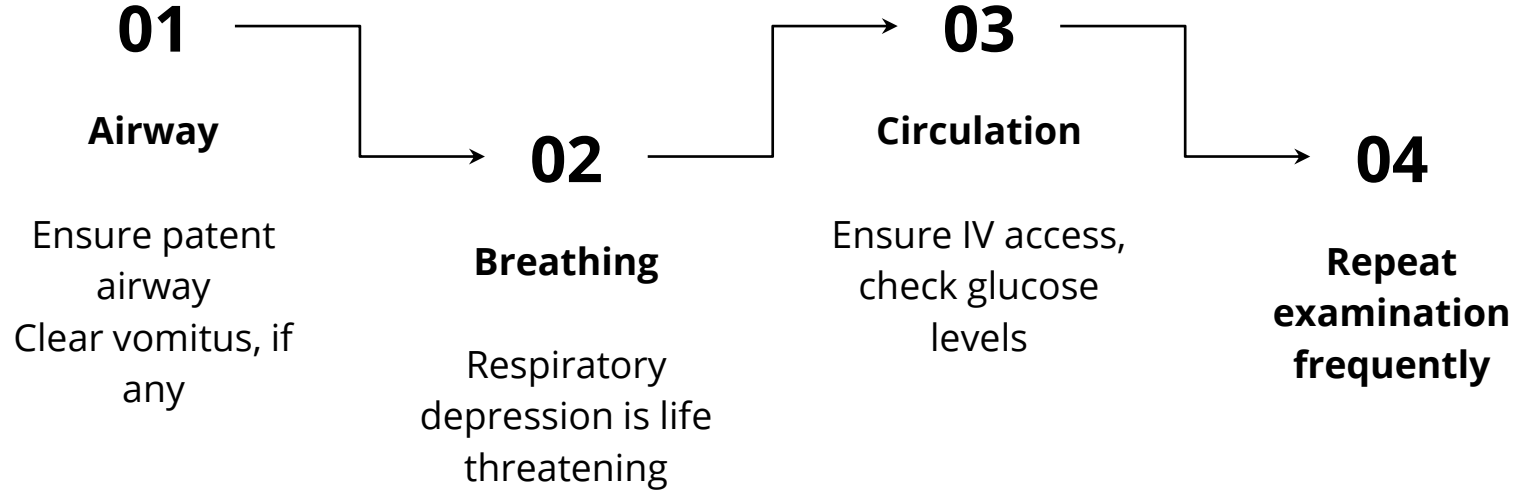 01
Airway
Ensure patent
airway
Clear vomitus, if
any
02
Breathing
Respiratory
depression is life
threatening
03
Circulation
Ensure IV access,
check glucose
levels
04
Repeat
examination
frequently